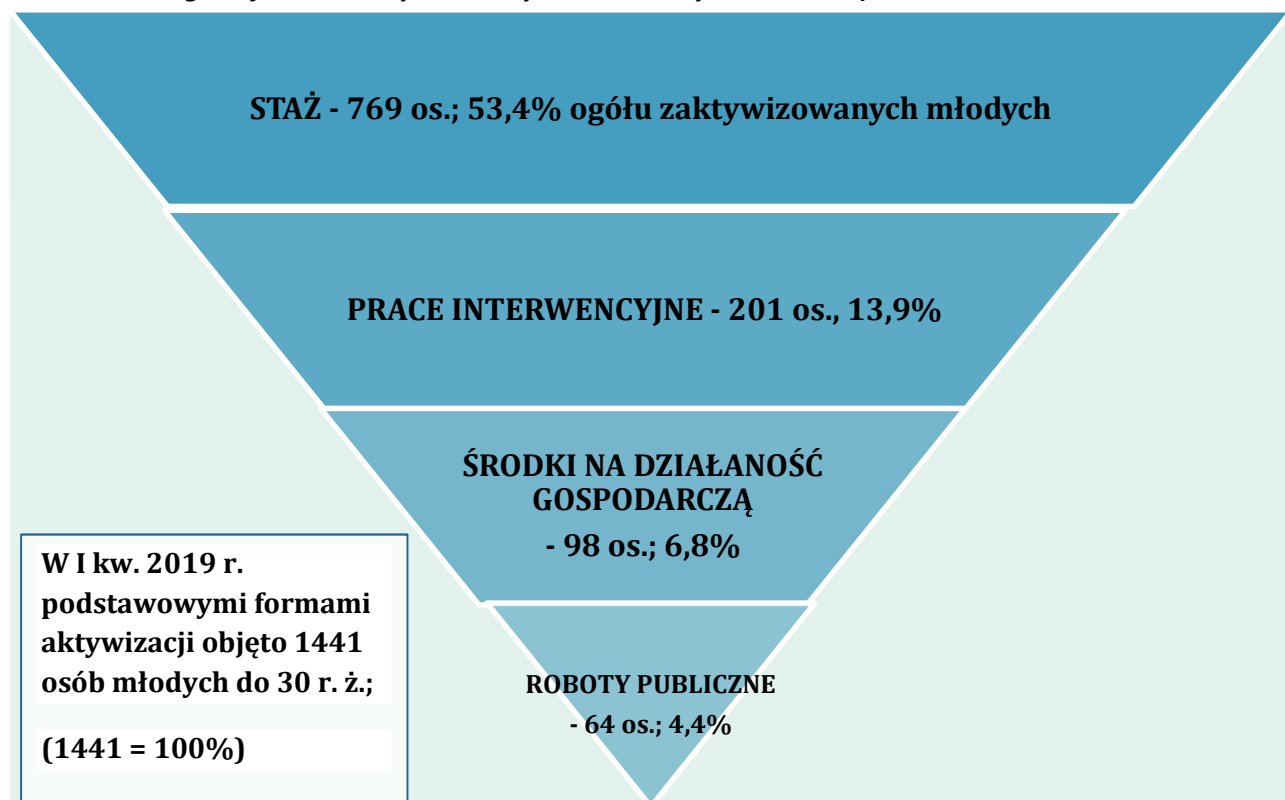 STAŻ - 769 os.; 53,4% ogółu zaktywizowanych młodych
PRACE INTERWENCYJNE - 201 os., 13,9%
ŚRODKI NA DZIAŁANOŚĆ
GOSPODARCZĄ
- 98 os.; 6,8%
ROBOTY PUBLICZNE
- 64 os.; 4,4%
W I kw. 2019 r.
podstawowymi formami
aktywizacji objęto 1441
osób młodych do 30 r. ż.;
(1441 = 100%)